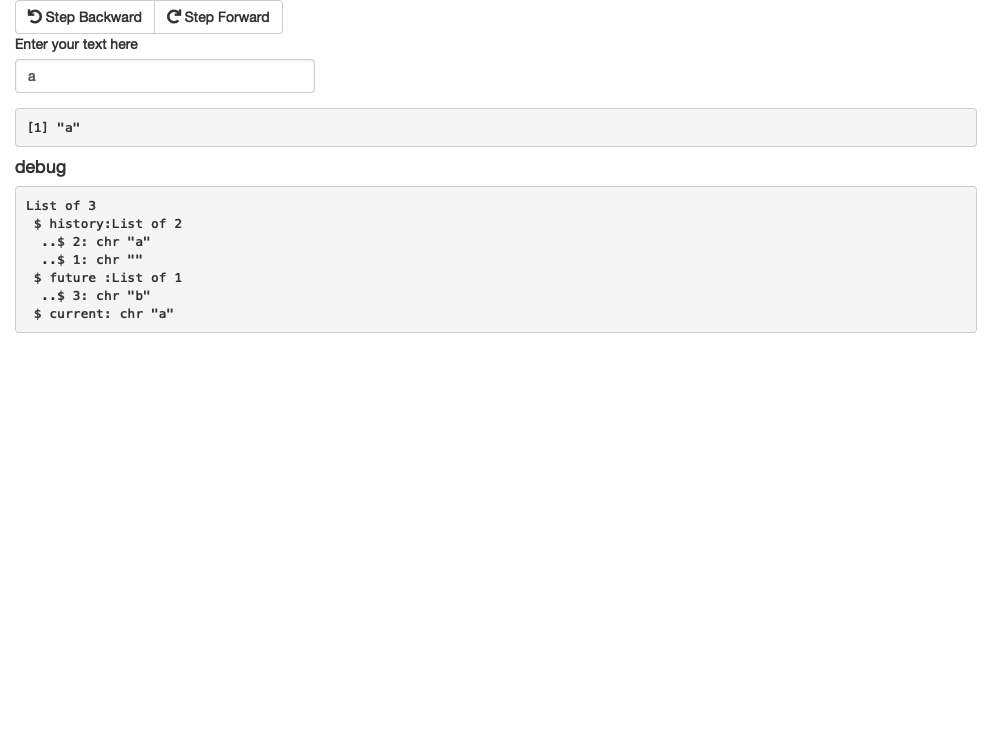 Step Backward Step Forward
Enter your text here
a
[1] "a"
debug
List of 3
 $ history:List of 2
  ..$ 2: chr "a"
  ..$ 1: chr ""
 $ future :List of 1
  ..$ 3: chr "b"
 $ current: chr "a"